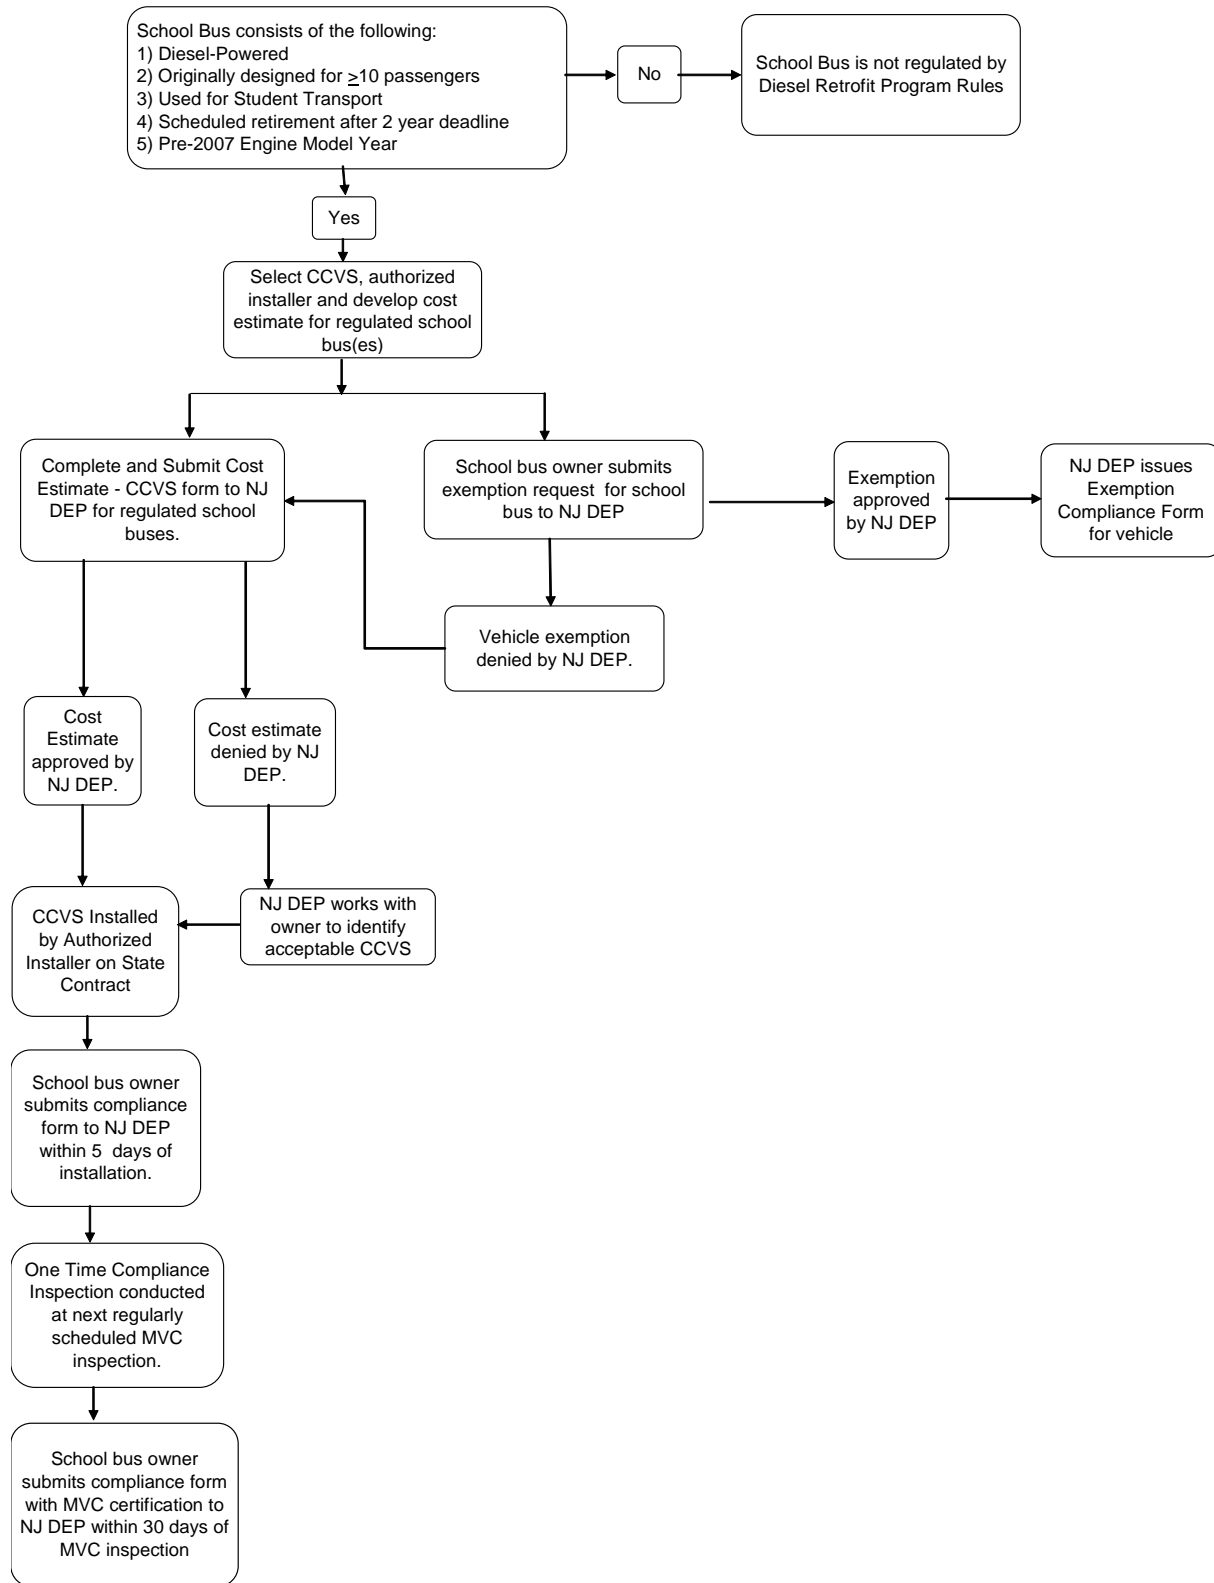 School Bus consists of the following:
1) Diesel-Powered
2) Originally designed for ≥10 passengers
3) Used for Student Transport
4) Scheduled retirement after 2 year deadline
5) Pre-2007 Engine Model Year
No
School Bus is not regulated by
Diesel Retrofit Program Rules
Yes
Select CCVS, authorized
installer and develop cost
estimate for regulated school
bus(es)
Complete and Submit Cost
Estimate - CCVS form to NJ
DEP for regulated school
buses.
School bus owner submits
exemption request for school
bus to NJ DEP
Exemption
approved
by NJ DEP
NJ DEP issues
Exemption
Compliance Form
for vehicle
Vehicle exemption
denied by NJ DEP.
Cost
Estimate
approved by
NJ DEP.
Cost estimate
denied by NJ
DEP.
CCVS Installed
by Authorized
Installer on State
Contract
NJ DEP works with
owner to identify
acceptable CCVS
School bus owner
submits compliance
form to NJ DEP
within 5 days of
installation.
One Time Compliance
Inspection conducted
at next regularly
scheduled MVC
inspection.
School bus owner
submits compliance form
with MVC certification to
NJ DEP within 30 days of
MVC inspection